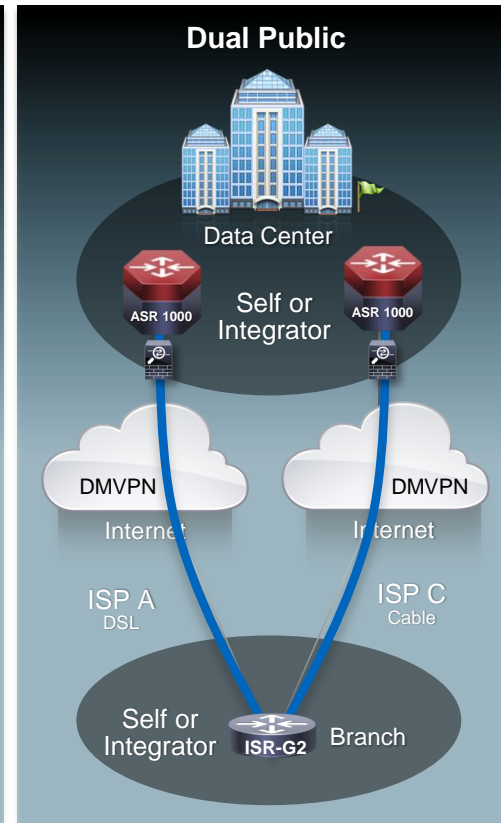 Dual Public
Data Center
ASR 1000
Self or
Integrator
ASR 1000
DMVPN
DMVPN
Internet
Internet
ISP A
DSL
ISP C
Cable
Self or
Integrator
ISR-G2
Branch